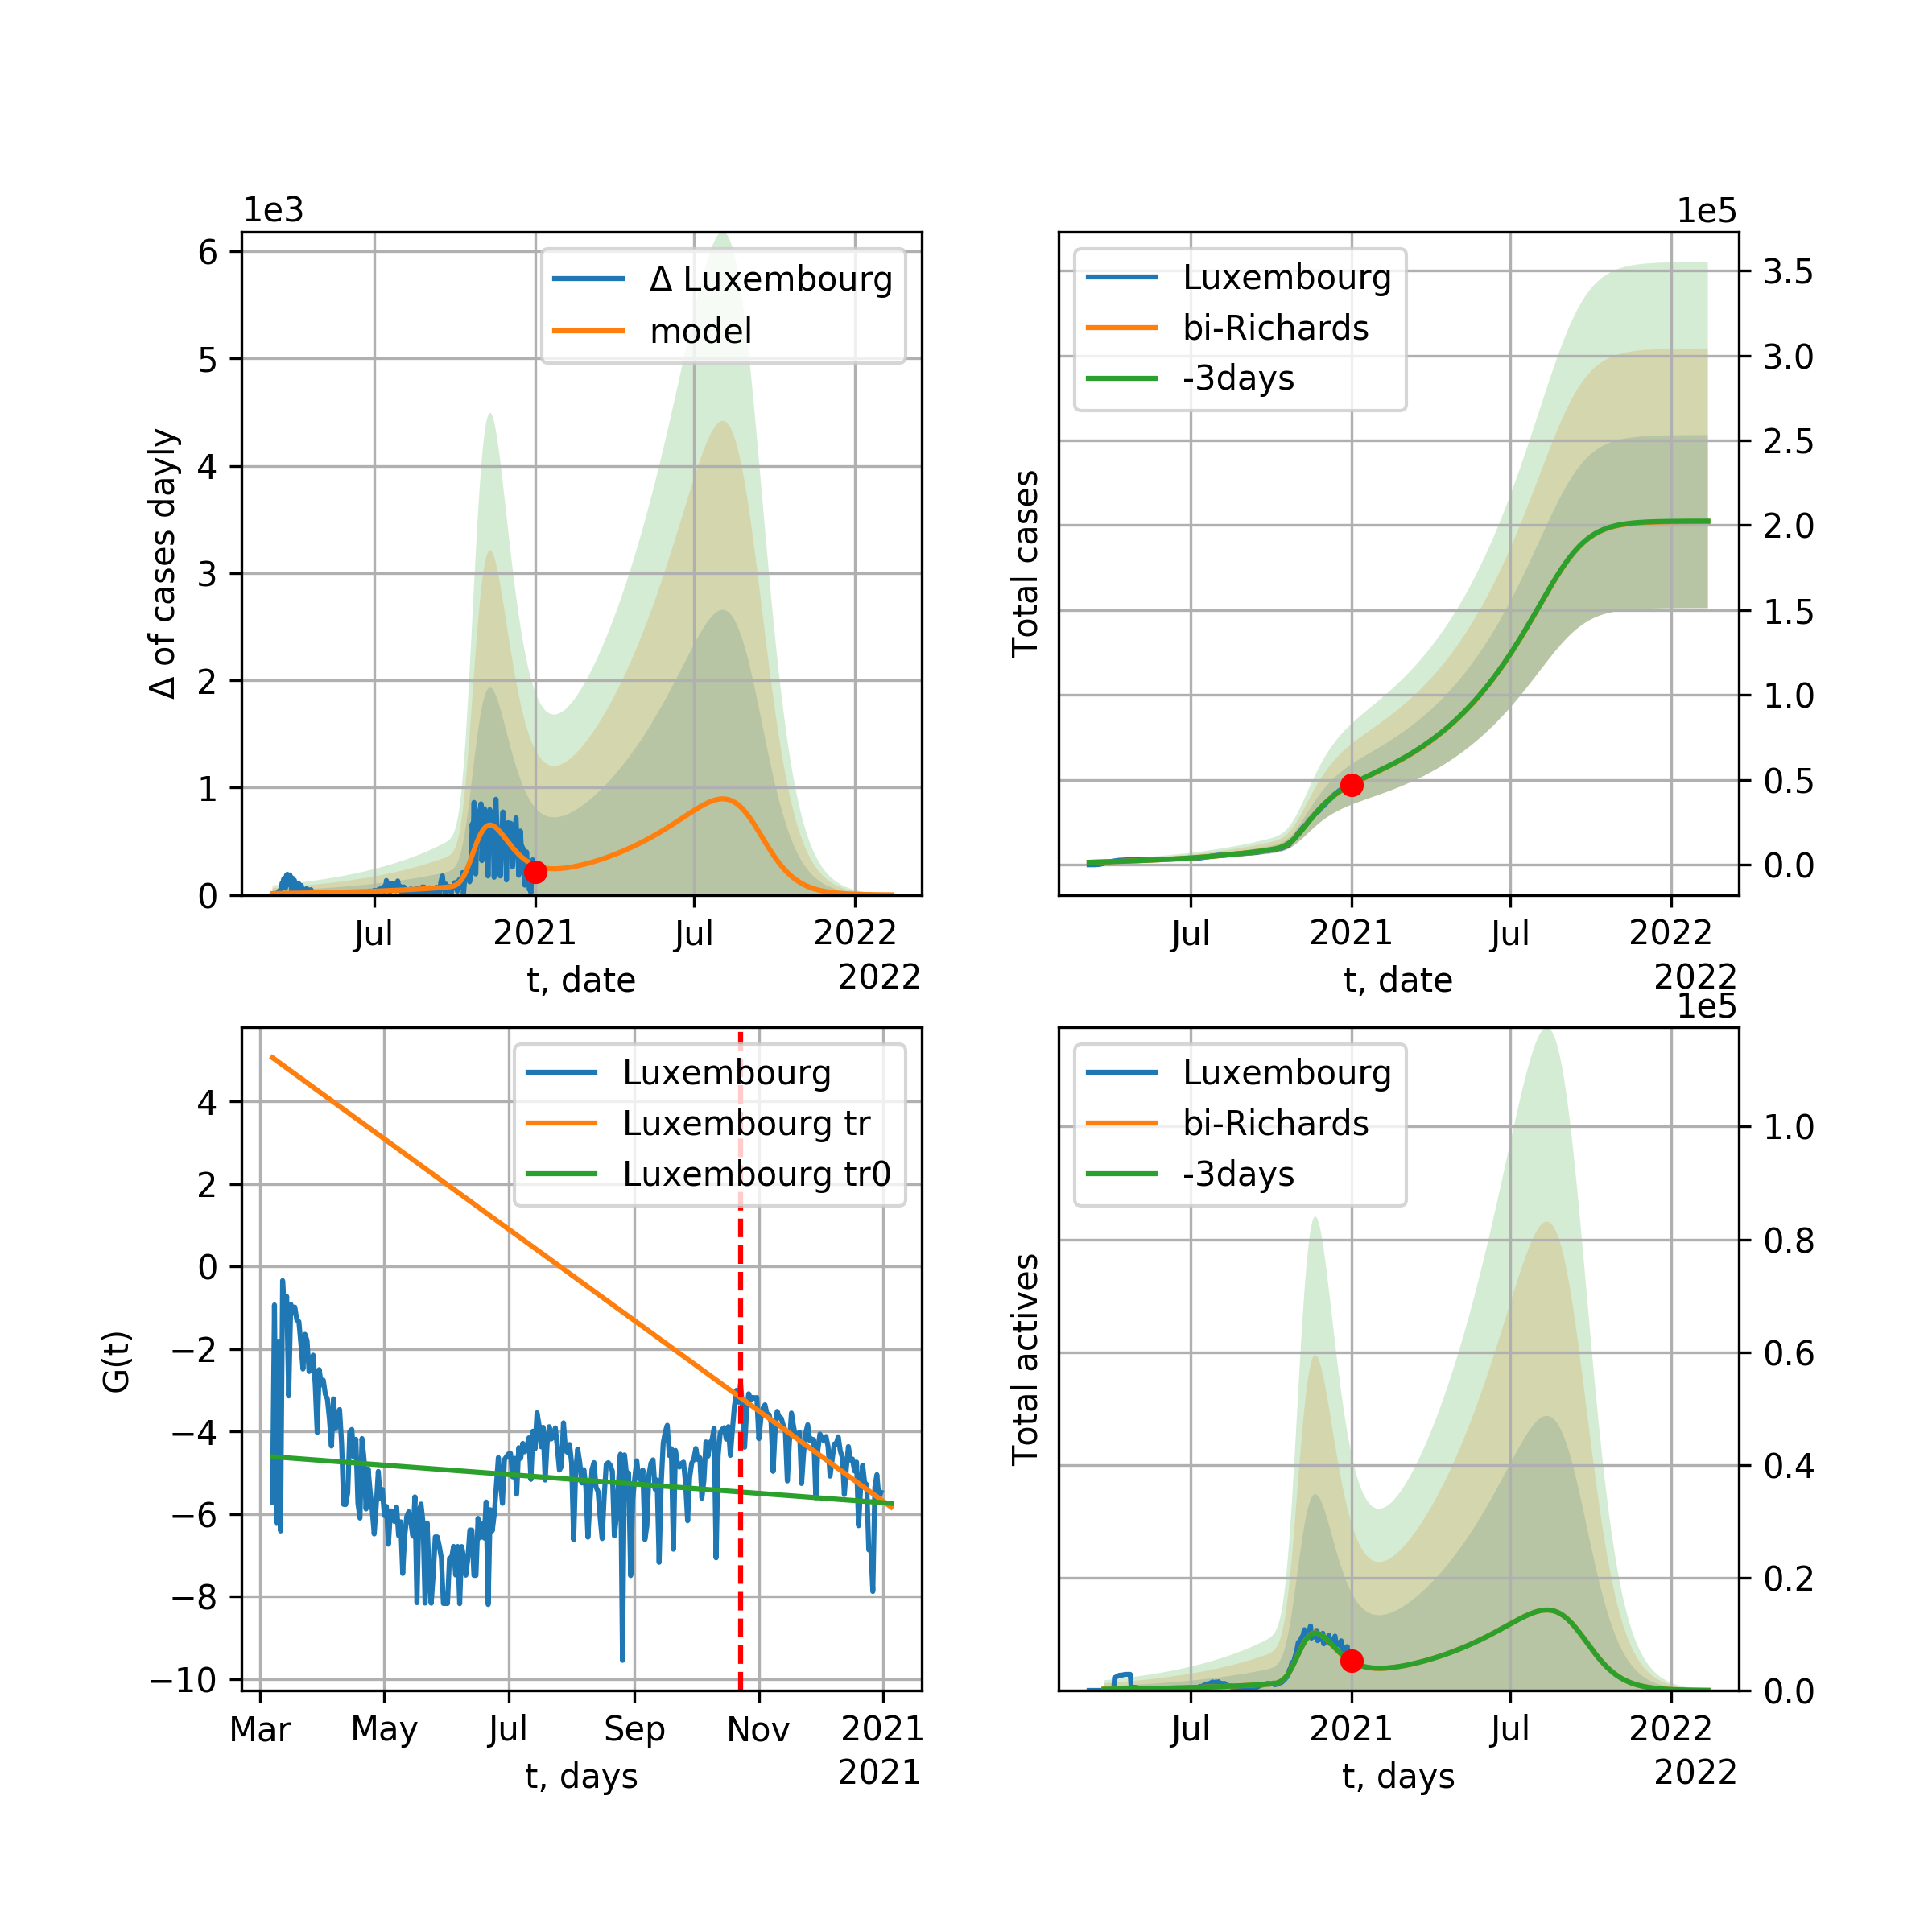 1e3
6
5
4
3
2
1
0
Δ of cases dayly
Δ Luxembourg
model
Jul
2021
Jul
2022
t, date
2022
1e5
Luxembourg
bi-Richards
-3days
Total cases
3.5
3.0
2.5
2.0
1.5
1.0
0.5
0.0
Jul
2021
Jul
2022
t, date
2022
G(t)
4
2
0
−2
−4
−6
−8
−10
Luxembourg
Luxembourg tr
Luxembourg tr0
Mar
May
Jul
Sep
Nov
2021
t, days
2021
1e5
Luxembourg
bi-Richards
-3days
Total actives
1.0
0.8
0.6
0.4
0.2
0.0
Jul
2021
Jul
2022
t, days
2022